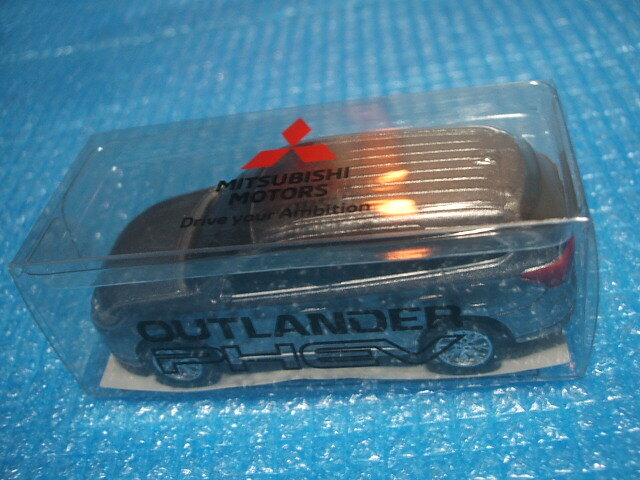 MITSUBISHI
MOTORS
Drive your Ambition
OUTLANDER
PHEV